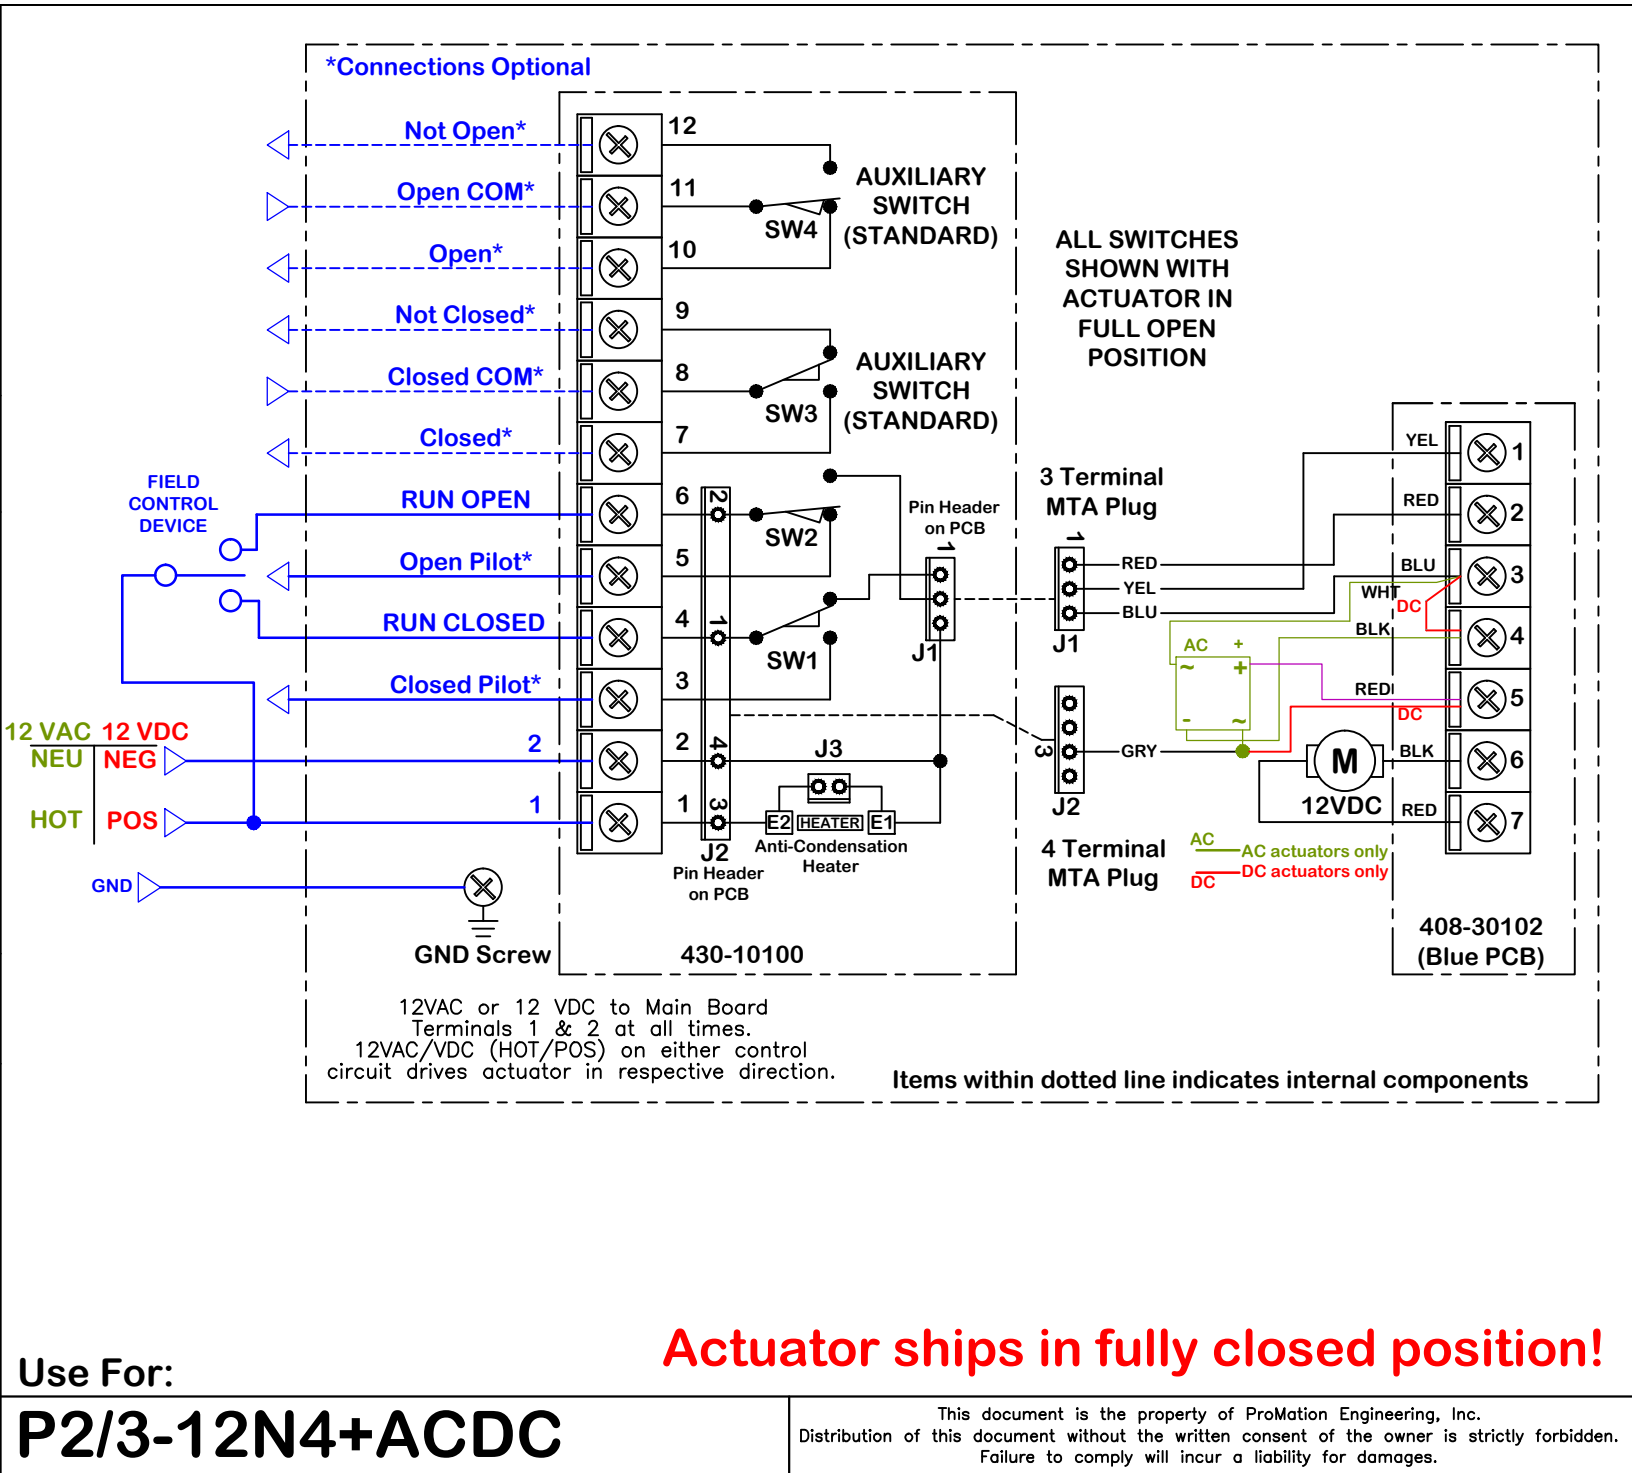 *Connections Optional
Not Open*
12
Open COM*
11
SW4
AUXILIARY
SWITCH
(STANDARD)
Open*
10
ALL SWITCHES
SHOWN WITH
ACTUATOR IN
FULL OPEN
POSITION
Not Closed*
9
Closed COM*
8
SW3
AUXILIARY
SWITCH
(STANDARD)
Closed*
7
FIELD
CONTROL
DEVICE
RUN OPEN
6
2
SW2
Open Pilot*
5
RUN CLOSED
4
1
SW1
Closed Pilot*
3
Pin Header
on PCB
1
J1
3 Terminal
MTA Plug
1
RED
YEL
BLU
J1
YEL
1
RED
2
BLU
3
WHT
DC
BLK
4
AC
+
~
+
-
~
RED
5
DC
12 VAC
12 VDC
NEU
NEG
2
2
4
HOT
POS
1
1
3
J3
E2
HEATER
E1
Anti-Condensation
Heater
J2
Pin Header
on PCB
3
GRY
J2
4 Terminal
MTA Plug
M
12VDC
BLK
6
RED
7
AC
AC actuators only
DC
DC actuators only
GND
GND Screw
430-10100
408-30102
(Blue PCB)
12VAC or 12 VDC to Main Board
Terminals 1 & 2 at all times.
12VAC/VDC (HOT/POS) on either control
circuit drives actuator in respective direction.
Items within dotted line indicates internal components
Actuator ships in fully closed position!
Use For:
P2/3-12N4+ACDC
This document is the property of ProMation Engineering, Inc.
Distribution of this document without the written consent of the owner is strictly forbidden.
Failure to comply will incur a liability for damages.